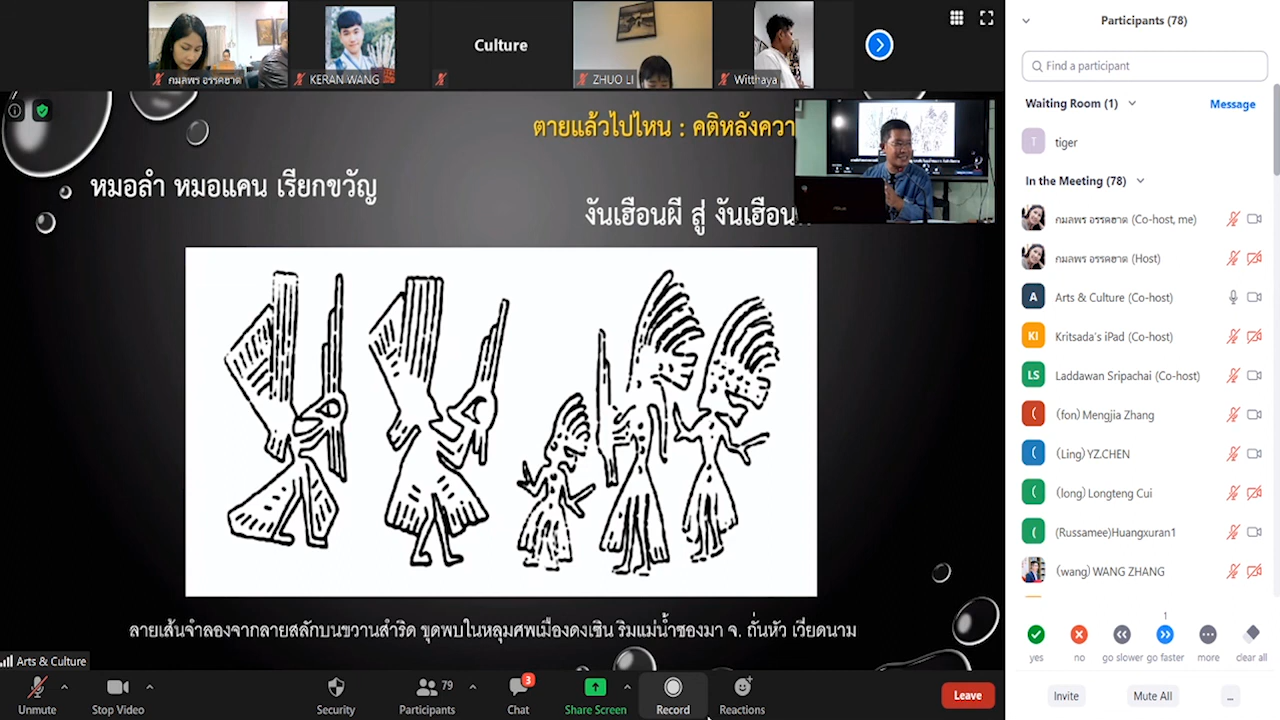 กมลพร อรรคฮาด
KERAN WANG
Culture
ZHUO LI
Witthaya
ตายแล้วไปไหน : คติหลังควา
หมอลำ หมอแคน เรียกขวัญ
งันเฮือนผี สู่ งันเฮือน
ลายเส้นจำลองจากลายสลักบนขวานสำริด ขุดพบในหลุมศพเมืองดงเซิน ริมแม่น้ำซองมา จ. ถั่นหัว เวียดนาม
Arts & Culture
Unmute
Stop Video
Security
79
Participants
3
Chat
Share Screen
Record
Reactions
Leave
Participants (78)
Find a participant
Waiting Room (1)
Message
T
tiger
In the Meeting (78)
กมลพร อรรคฮาด (Co-host, me)
กมลพร อรรคฮาด (Host)
A
Arts & Culture (Co-host)
KI
Kritsada's iPad (Co-host)
LS
Laddawan Sripachai (Co-host)
(
(fon) Mengjia Zhang
(
(Ling) YZ.CHEN
(
(long) Longteng Cui
(
(Russamee)Huangxuran1
(wang) WANG ZHANG
1
yes
no
go slower
go faster
more
clear all
Invite
Mute All
...